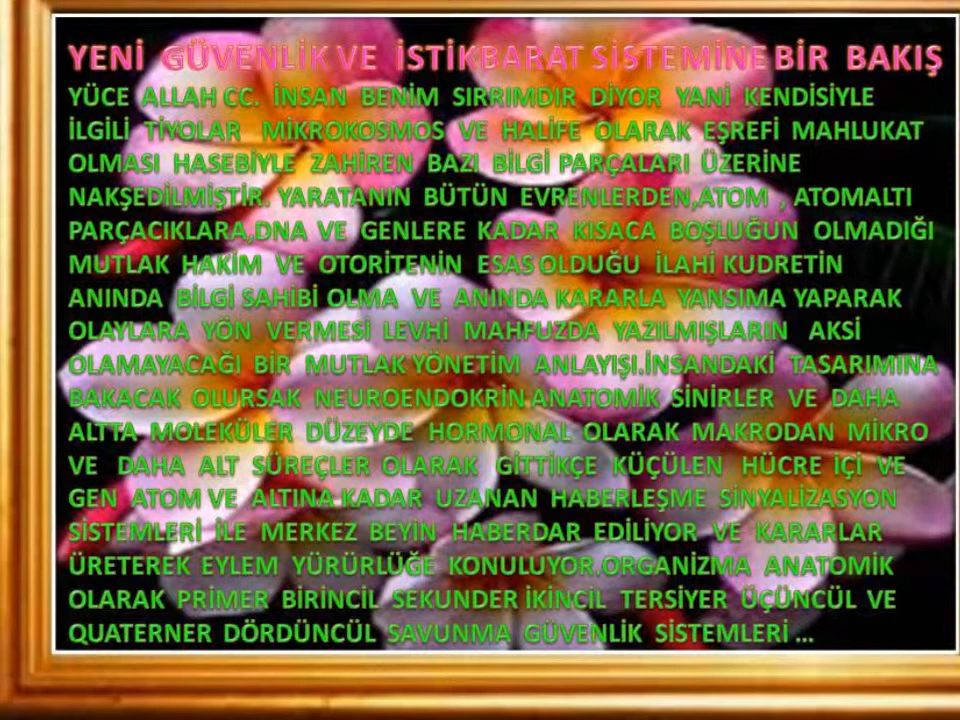 YENİ GÜVENLİK VE İSTİKBARAT SİSTEMİNE BİR BAKIŞ
YÜCE ALLAH CC. İNSAN BENİM SIRRIMDIR DİYOR YANİ KENDİSİYLE
İLGİLİ TİYOLAR MİKROKOSMOS VE HALİFE OLARAK EŞREFİ MAHLUKAT
OLMASI HASEBİYLE ZAHİREN BAZI BİLGİ PARÇALARI ÜZERİNE
NAKŞEDİLMİŞTİR. YARATANIN BÜTÜN EVRENLERDEN,ATOM , ATOMALTI
PARÇACIKLARA,DNA VE GENLERE KADAR KISACA BOŞLUĞUN OLMADIĞI
MUTLAK HAKİM VE OTORİTENİN ESAS OLDUĞU İLAHİ KUDRETİN
ANINDA BİLGİ SAHİBİ OLMA VE ANINDA KARARLA YANSIMA YAPARAK
OLAYLARA YÖN VERMESİ LEVHİ MAHFUZDA YAZILMIŞLARIN AKSİ
OLAMAYACAĞI BİR MUTLAK YÖNETİM ANLAYIŞI.İNSANDAKİ TASARIMINA
BAKACAK OLURSAK NEUROENDOKRİN ANATOMİK SİNİRLER VE DAHA
ALTTA MOLEKÜLER DÜZEYDE HORMONAL OLARAK MAKRODAN MİKRO
VE DAHA ALT SÜREÇLER OLARAK GİTTİKÇE KÜÇÜLEN HÜCRE İÇİ VE
GEN ATOM VE ALTINA KADAR UZANAN HABERLEŞME SİNYALİZASYON
SİSTEMLERİ İLE MERKEZ BEYİN HABERDAR EDİLİYOR VE KARARLAR
ÜRETEREK EYLEM YÜRÜRLÜĞE KONULUYOR.ORGANİZMA ANATOMİK
OLARAK PRİMER BİRİNCİL SEKUNDER İKİNCİL TERSİYER ÜÇÜNCÜL VE
QUATERNER DÖRDÜNCÜL SAVUNMA GÜVENLİK SİSTEMLERİ ...